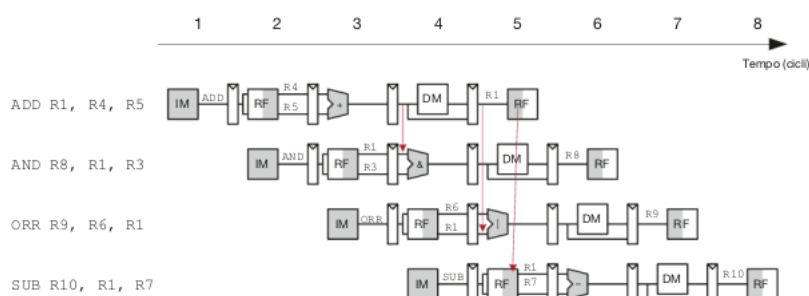 1 2 3 4 5 6 7 8
Tempo (cicli)
ADD R1, R4, R5
IM ADD RF R4 R5 + DM R1 RF
AND R8, R1, R3
IM AND RF R1 R3 & DM R8 RF
ORR R9, R6, R1
IM ORR RF R6 R1 | DM R9 RF
SUB R10, R1, R7
IM SUB RF R1 R7 - DM R10 RF